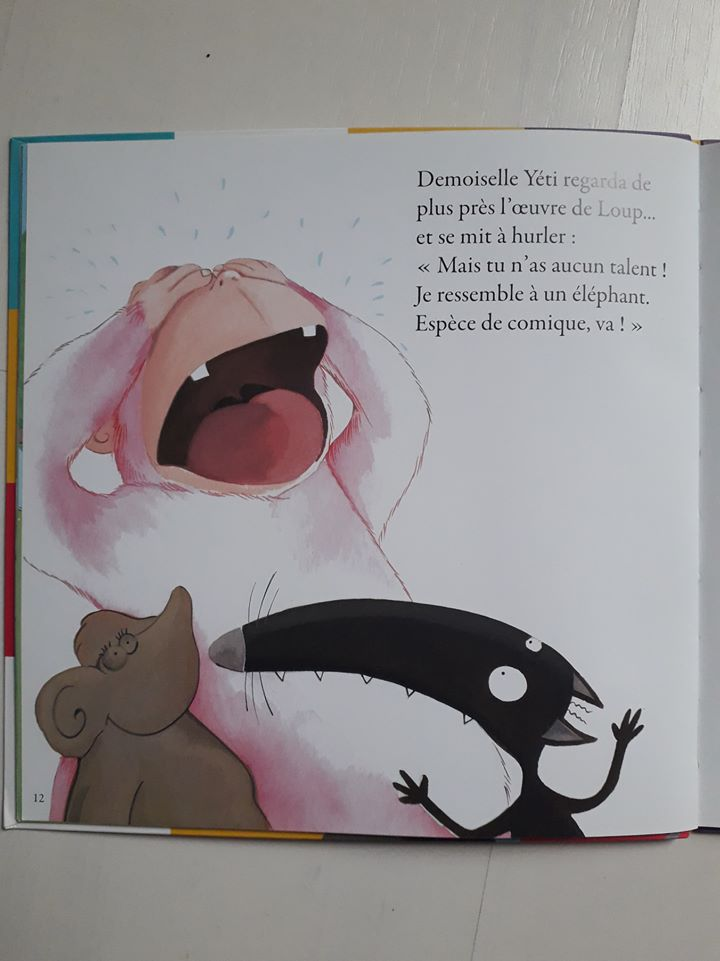 Demoiselle Yéti regarda de
plus près l'œuvre de Loup...
et se mit à hurler :
« Mais tu n'as aucun talent !
Je ressemble à un éléphant.
Espèce de comique, va ! »
12